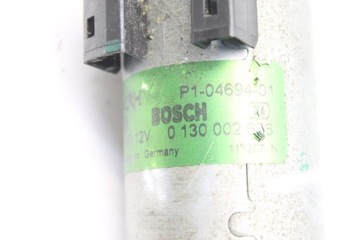 P1-04694-01
BOSCH
12V 0 130 002
Germany